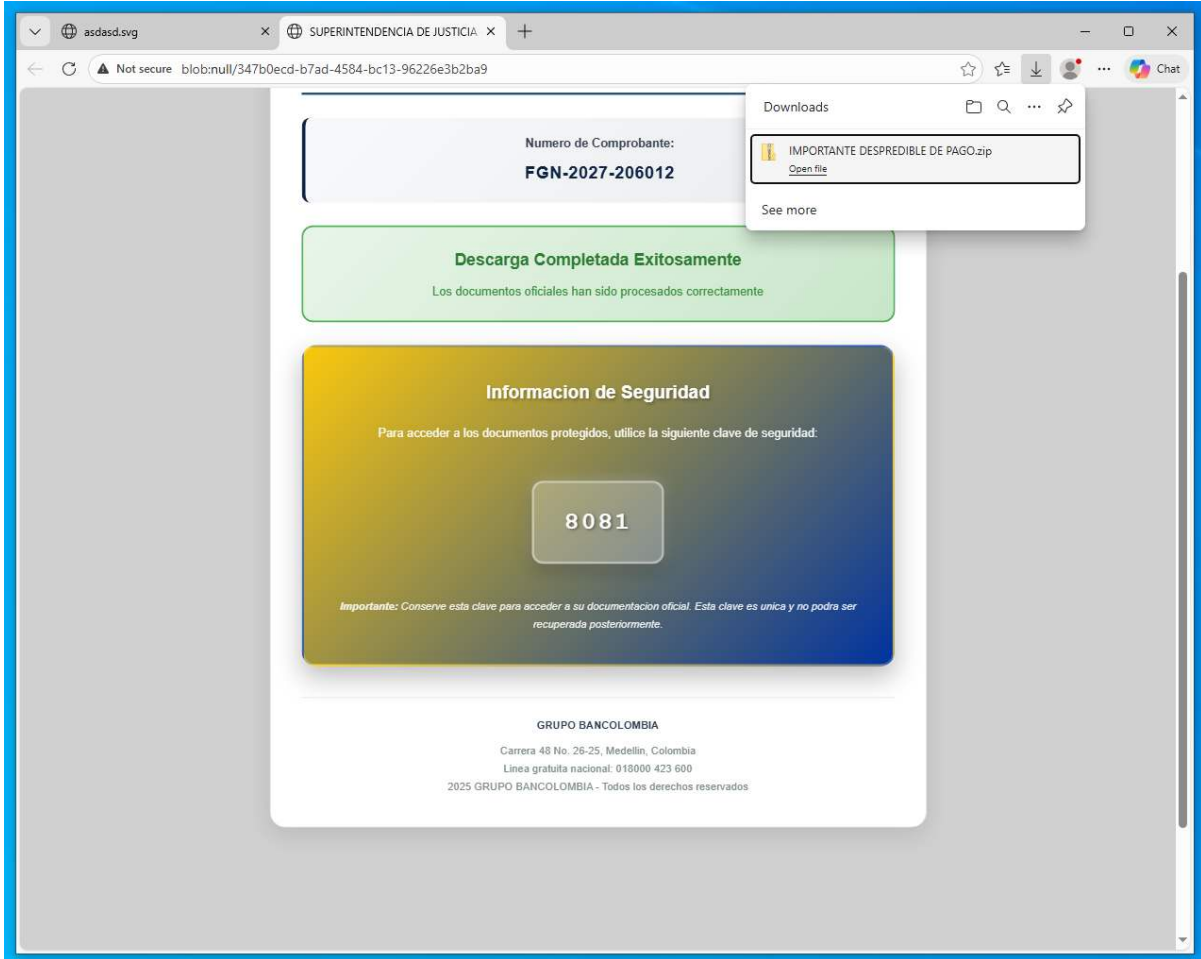 asdasd.svg
SUPERINTENDENCIA DE JUSTICIA
Not secure blob:null/347b0ecd-b7ad-4584-bc13-96226e3b2ba9
Chat
Downloads
IMPORTANTE DESPREDIBLE DE PAGO.zip
Open file
See more
Numero de Comprobante:
FGN-2027-206012
Descarga Completada Exitosamente
Los documentos oficiales han sido procesados correctamente
Informacion de Seguridad
Para acceder a los documentos protegidos, utilice la siguiente clave de seguridad:
8081
Importante: Conserve esta clave para acceder a su documentacion oficial. Esta clave es unica y no podra ser
recuperada posteriormente.
GRUPO BANCOLOMBIA
Carrera 48 No. 26-25, Medellin, Colombia
Linea gratuita nacional: 018000 423 600
2025 GRUPO BANCOLOMBIA - Todos los derechos reservados